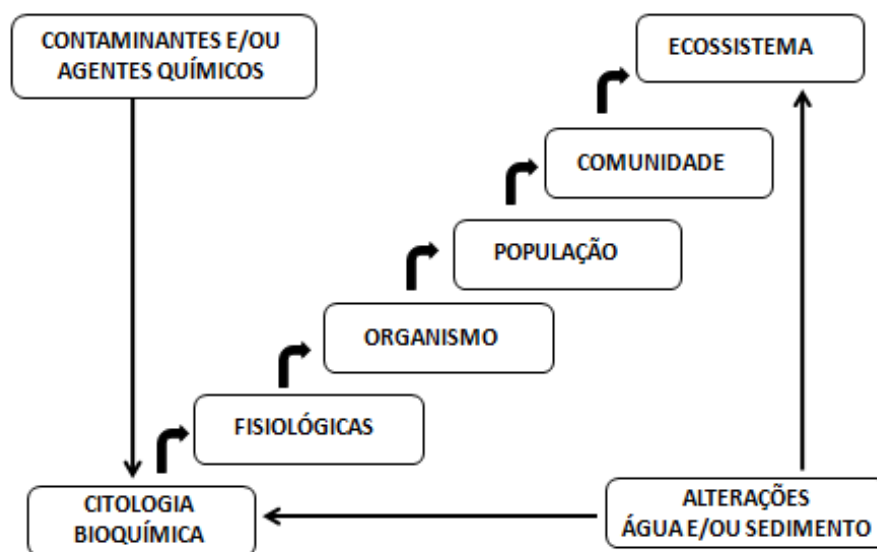 CONTAMINANTES E/OU
AGENTES QUÍMICOS
ECOSSISTEMA
COMUNIDADE
POPULAÇÃO
ORGANISMO
FISIOLÓGICAS
CITOLOGIA
BIOQUÍMICA
ALTERAÇÕES
ÁGUA E/OU SEDIMENTO